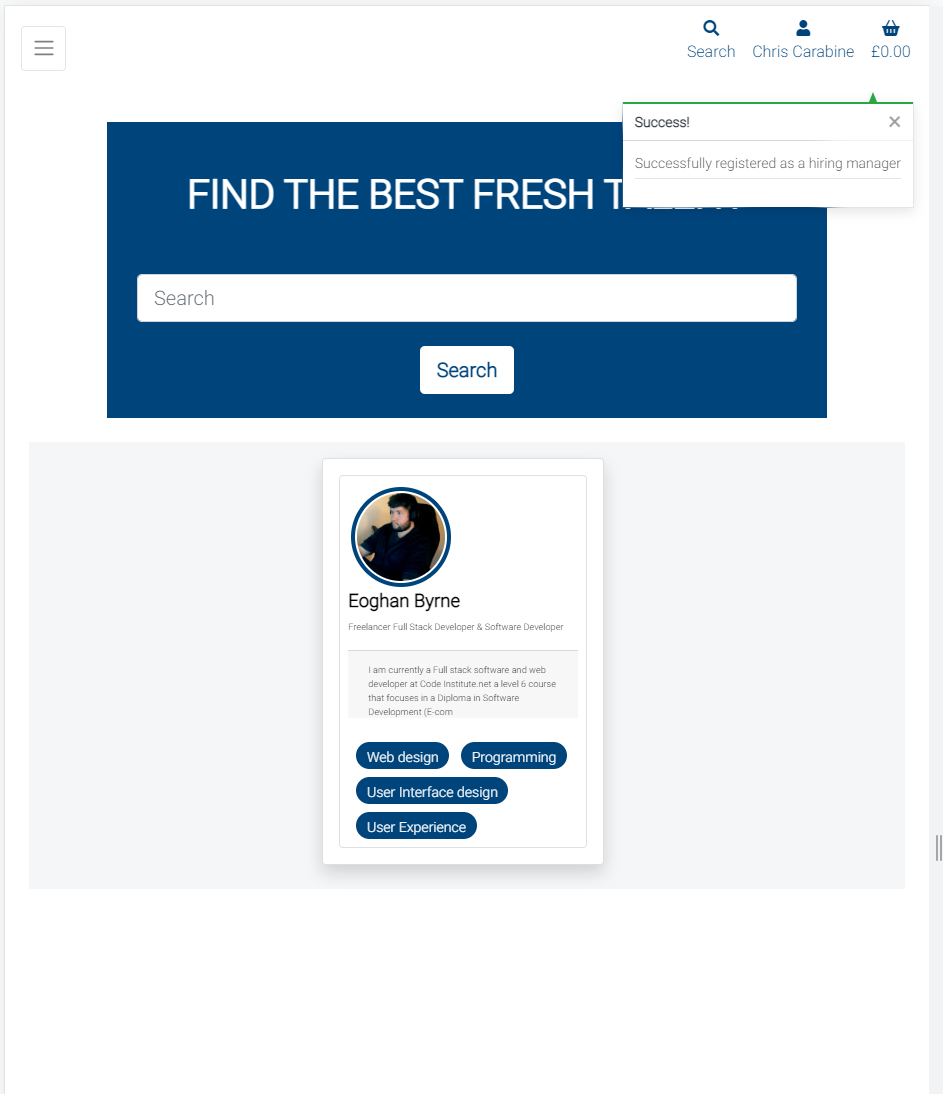 Search
Chris Carabine
£0.00
Success!
Successfully registered as a hiring manager
FIND THE BEST FRESH
Search
Search
Eoghan Byrne
Freelancer Full Stack Developer & Software Developer
I am currently a Full stack software and web
developer at Code Institute.net a level 6 course
that focuses in a Diploma in Software
Development (E-com
Web design
Programming
User Interface design
User Experience